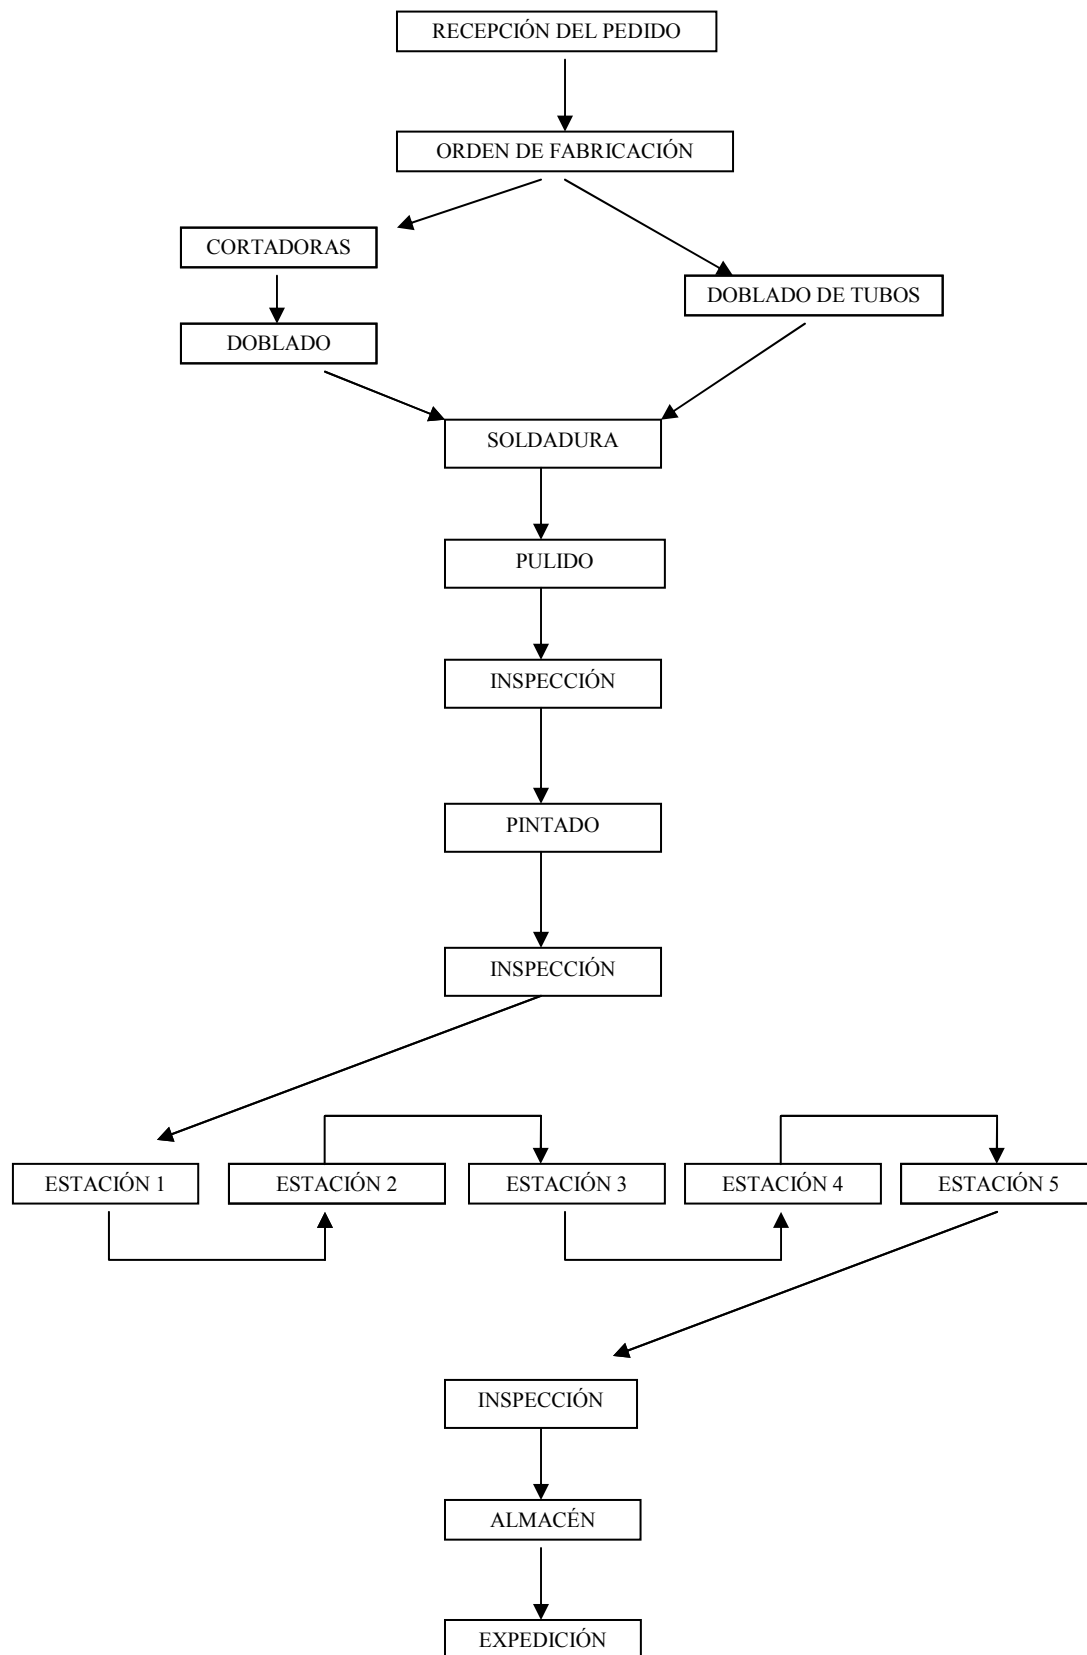 RECEPCIÓN DEL PEDIDO
ORDEN DE FABRICACIÓN
CORTADORAS
DOBLADO DE TUBOS
DOBLADO
SOLDADURA
PULIDO
INSPECCIÓN
PINTADO
INSPECCIÓN
ESTACIÓN 1
ESTACIÓN 2
ESTACIÓN 3
ESTACIÓN 4
ESTACIÓN 5
INSPECCIÓN
ALMACÉN
EXPEDICIÓN